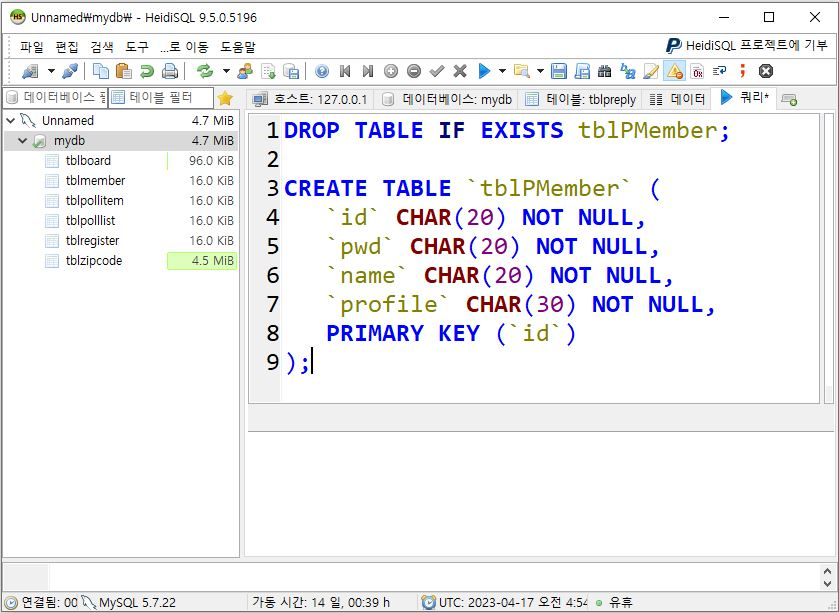 Unnamed\mydb\ - HeidiSQL 9.5.0.5196
파일 편집 검색 도구 ...로 이동 도움말
HeidiSQL 프로젝트에 기부
데이터베이스 테이블 필터
호스트: 127.0.0.1 데이터베이스: mydb 테이블: tblpreply 데이터 쿼리*
Unnamed 4.7 MiB
mydb 4.7 MiB
tblboard 96.0 KiB
tblmember 16.0 KiB
tblpollitem 16.0 KiB
tblpolllist 16.0 KiB
tblregister 16.0 KiB
tblzipcode 4.5 MiB
1 DROP TABLE IF EXISTS tblPMember;
2
3 CREATE TABLE `tblPMember` (
4 `id` CHAR(20) NOT NULL,
5 `pwd` CHAR(20) NOT NULL,
6 `name` CHAR(20) NOT NULL,
7 `profile` CHAR(30) NOT NULL,
8 PRIMARY KEY (`id`)
9 );
연결됨: 00 MySQL 5.7.22 가동 시간: 14 일, 00:39 h UTC: 2023-04-17 오전 4:54 유휴